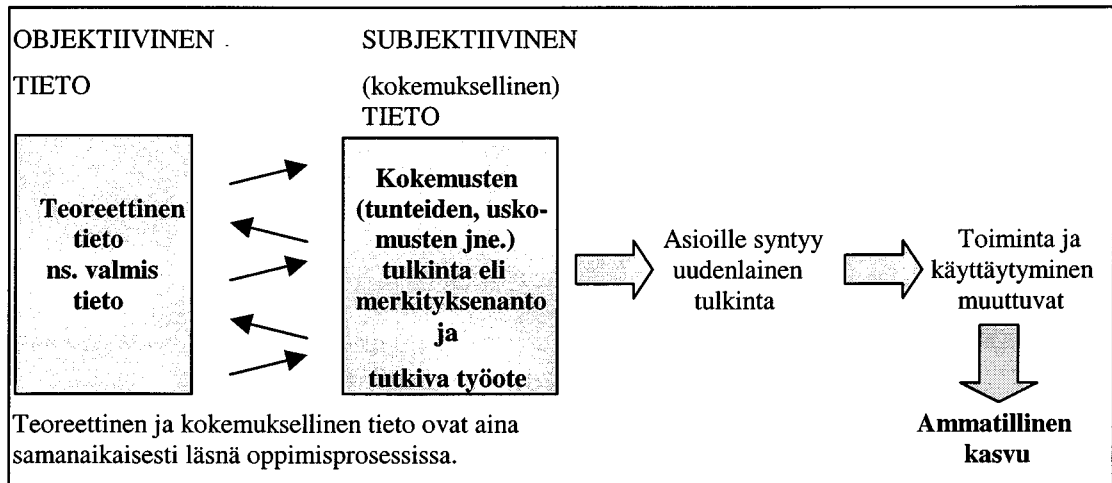 OBJEKTIIVINEN
TIETO
SUBJEKTIIVINEN
(kokemuksellinen)
TIETO
Teoreettinen
tieto
ns. valmis
tieto
Kokemusten
(tunteiden, usko-
musten jne.)
tulkinta eli
merkityksenanto
ja
tutkiva työote
Asioille syntyy
uudenlainen
tulkinta
Toiminta ja
käyttäytyminen
muuttuvat
Ammatillinen
kasvu
Teoreettinen ja kokemuksellinen tieto ovat aina
samanaikaisesti läsnä oppimisprosessissa.